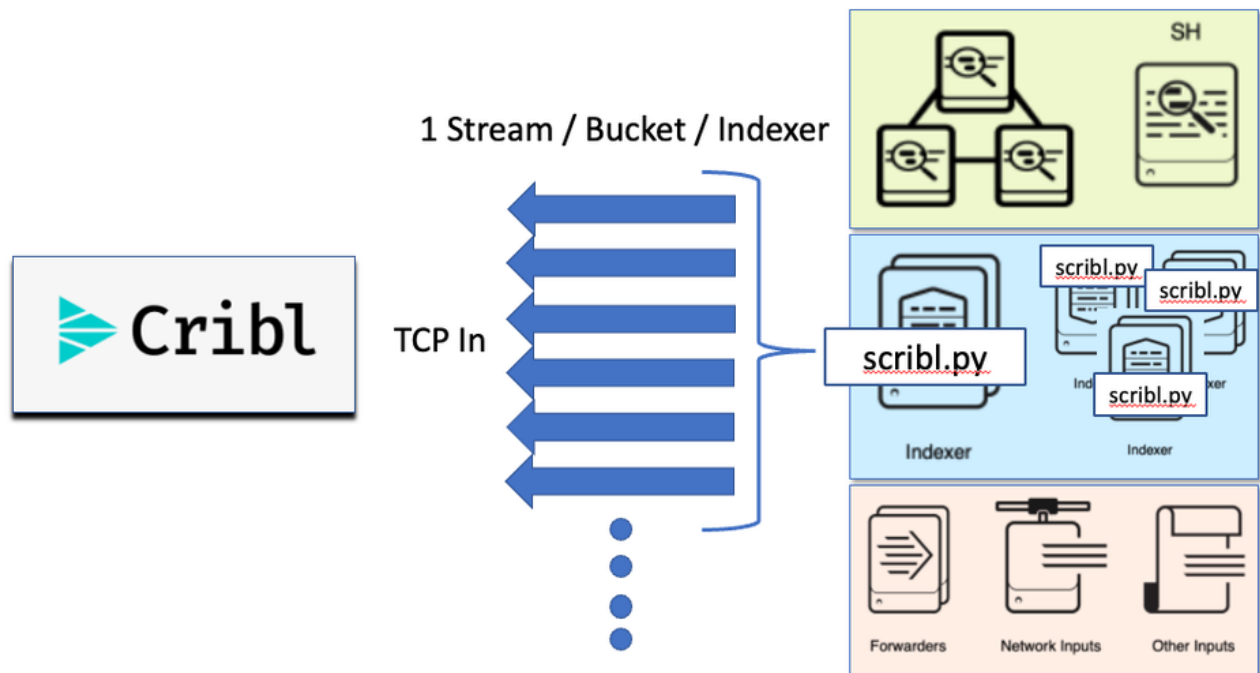 SH
1 Stream / Bucket / Indexer
Cribl
TCP In
scribl.py
scribl.py
scribl.py
scribl.py
Indexer
Indexer
Forwarders
Network Inputs
Other Inputs